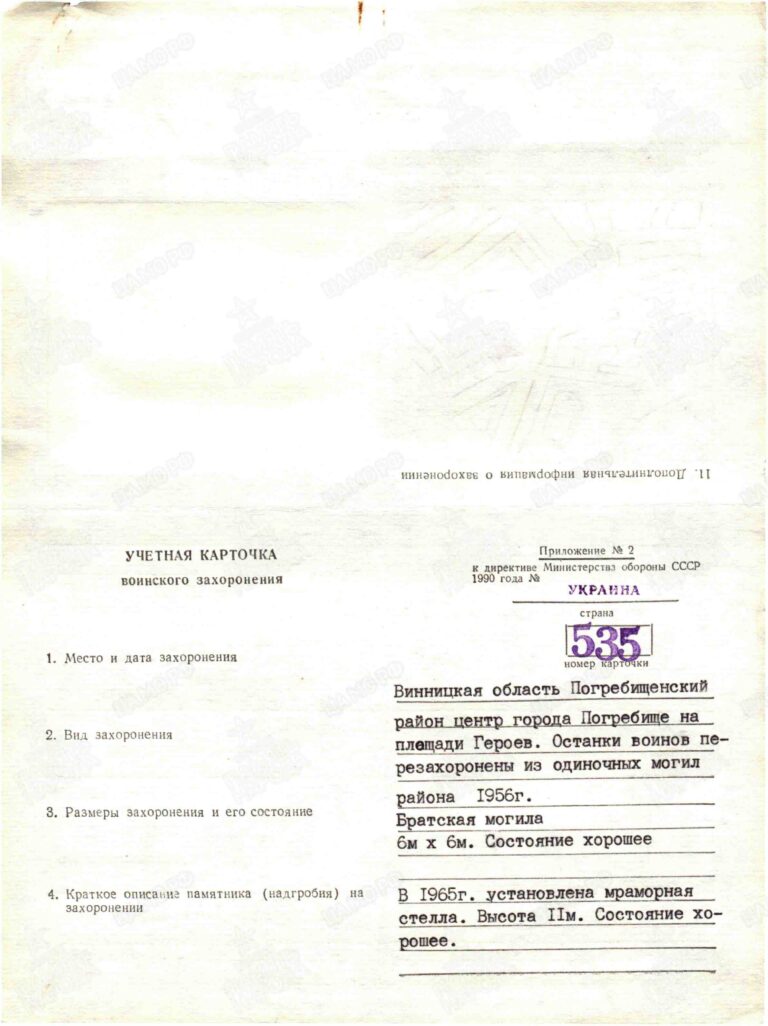 11. Дополнительная информация о захоронении
УЧЕТНАЯ КАРТОЧКА
воинского захоронения
Приложение № 2
к директиве Министерства обороны СССР
1990 года №
УКРАИНА
страна
535
номер карточки
1. Место и дата захоронения
Винницкая область Погребищенский
район центр города Погребище на
площади Героев. Останки воинов пе-
резахоронены из одиночных могил
района 1956г.
2. Вид захоронения
Братская могила
3. Размеры захоронения и его состояние
6м х 6м. Состояние хорошее
4. Краткое описание памятника (надгробия) на
захоронении
В 1965г. установлена мраморная
стелла. Высота IIм. Состояние хо-
рошее.